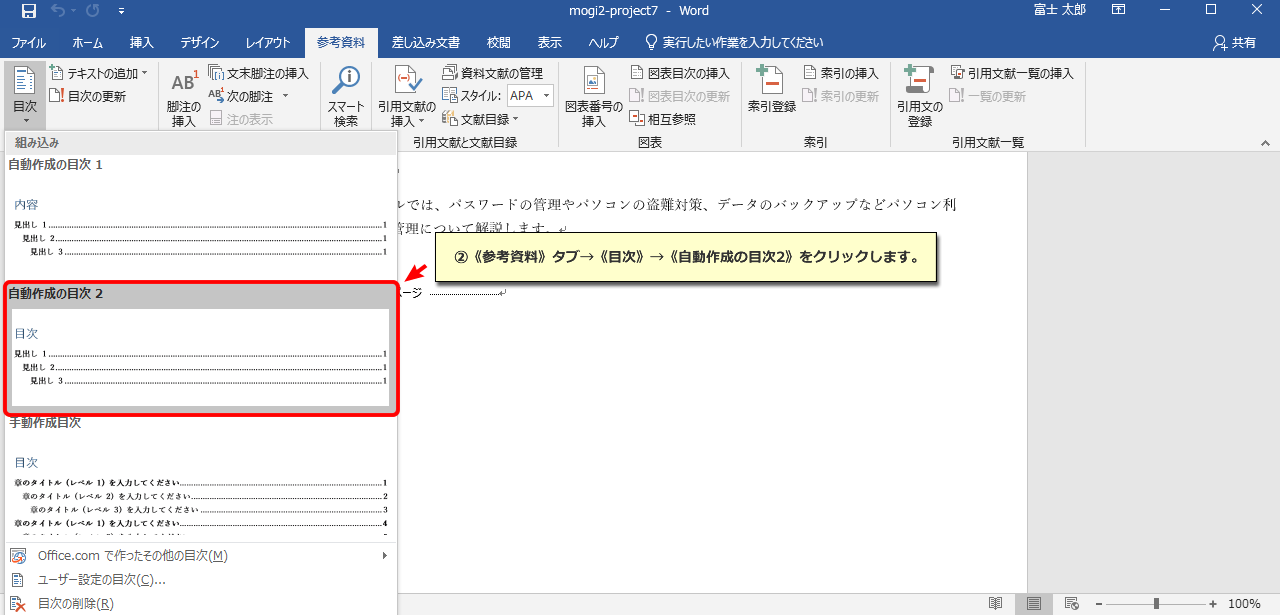 mogi2-project7 - Word
富士 太郎
ファイル ホーム 挿入 デザイン レイアウト 参考資料 差し込み文書 校閲 表示 ヘルプ 実行したい作業を入力してください 共有
目次
テキストの追加
目次の更新
AB1
脚注の
挿入
文末脚注の挿入
AB1 次の脚注
注の表示
スマート
検索
引用文献の
挿入
資料文献の管理
スタイル: APA
文献目録
引用文献と文献目録
図表番号の
挿入
図表目次の挿入
図表目次の更新
相互参照
図表
索引登録
索引の挿入
索引の更新
索引
引用文の
登録
引用文献一覧の挿入
一覧の更新
引用文献一覧
組み込み
自動作成の目次 1
内容
見出し 1 1
見出し 2 1
見出し 3 1
自動作成の目次 2
目次
見出し 1 1
見出し 2 1
見出し 3 1
手動作成目次
目次
章のタイトル (レベル 1) を入力してください 1
章のタイトル (レベル 2) を入力してください 2
章のタイトル (レベル 3) を入力してください 3
章のタイトル (レベル 1) を入力してください 4
Office.com で作ったその他の目次(M)
ユーザー設定の目次(C)...
目次の削除(R)
ルでは、パスワードの管理やパソコンの盗難対策、データのバックアップなどパソコン利
管理について解説します。
②《参考資料》タブ→《目次》→《自動作成の目次2》をクリックします。
ページ
100%